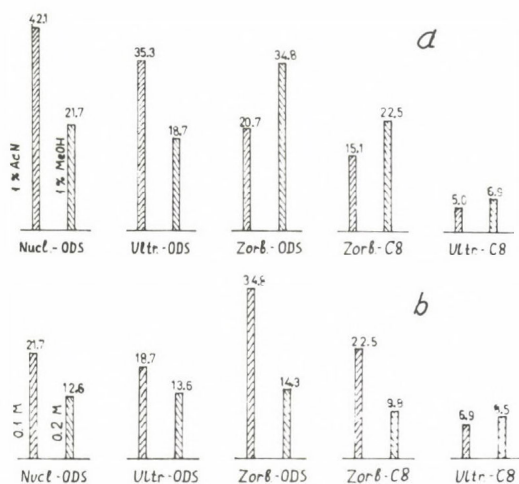 a
42.1 21.7 35.3 18.7 20.7 34.8 15.1 22.5 5.0 6.9
1 % AcN 1 % MeOH
Nucl.-ODS Ultr.-ODS Zorb.-ODS Zorb.-C8 Ultr.-C8
b
21.7 12.6 18.7 13.6 34.8 14.3 22.5 9.9 6.9
0.1 M 0.2 M
Nucl-ODS Ultr-ODS Zorb-ODS Zorb-C8 Ultr-C8